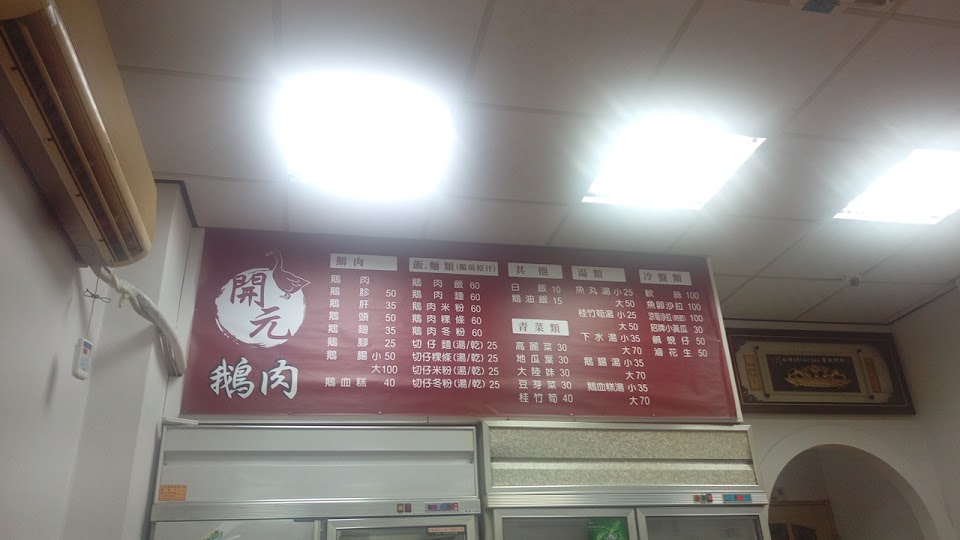 開元
鵝肉
鵝肉
鵝肉
鵝胗 50
鵝肝 35
鵝頭 50
鵝翅 35
鵝腳 25
鵝腸 小50
大100
鵝血糕 40
飯.麵類(鵝湯原汁)
鵝肉飯 60
鵝肉麵 60
鵝肉米粉 60
鵝肉粿條 60
鵝肉冬粉 60
切仔麵(湯/乾) 25
切仔粿條(湯/乾) 25
切仔米粉(湯/乾) 25
切仔冬粉(湯/乾) 25
其他
白飯 10
鵝油飯 15
青菜類
高麗菜 30
地瓜葉 30
大陸妹 30
豆芽菜 30
桂竹筍 40
湯類
魚丸湯 小25
大50
桂竹筍湯 小25
大50
下水湯 小35
大70
鵝腸湯 小35
大70
鵝血糕湯 小35
大70
冷盤類
軟絲 100
魚卵沙拉 100
沙拉 100
招牌小黃瓜 30
鹹蜆仔 50
滷花生 50